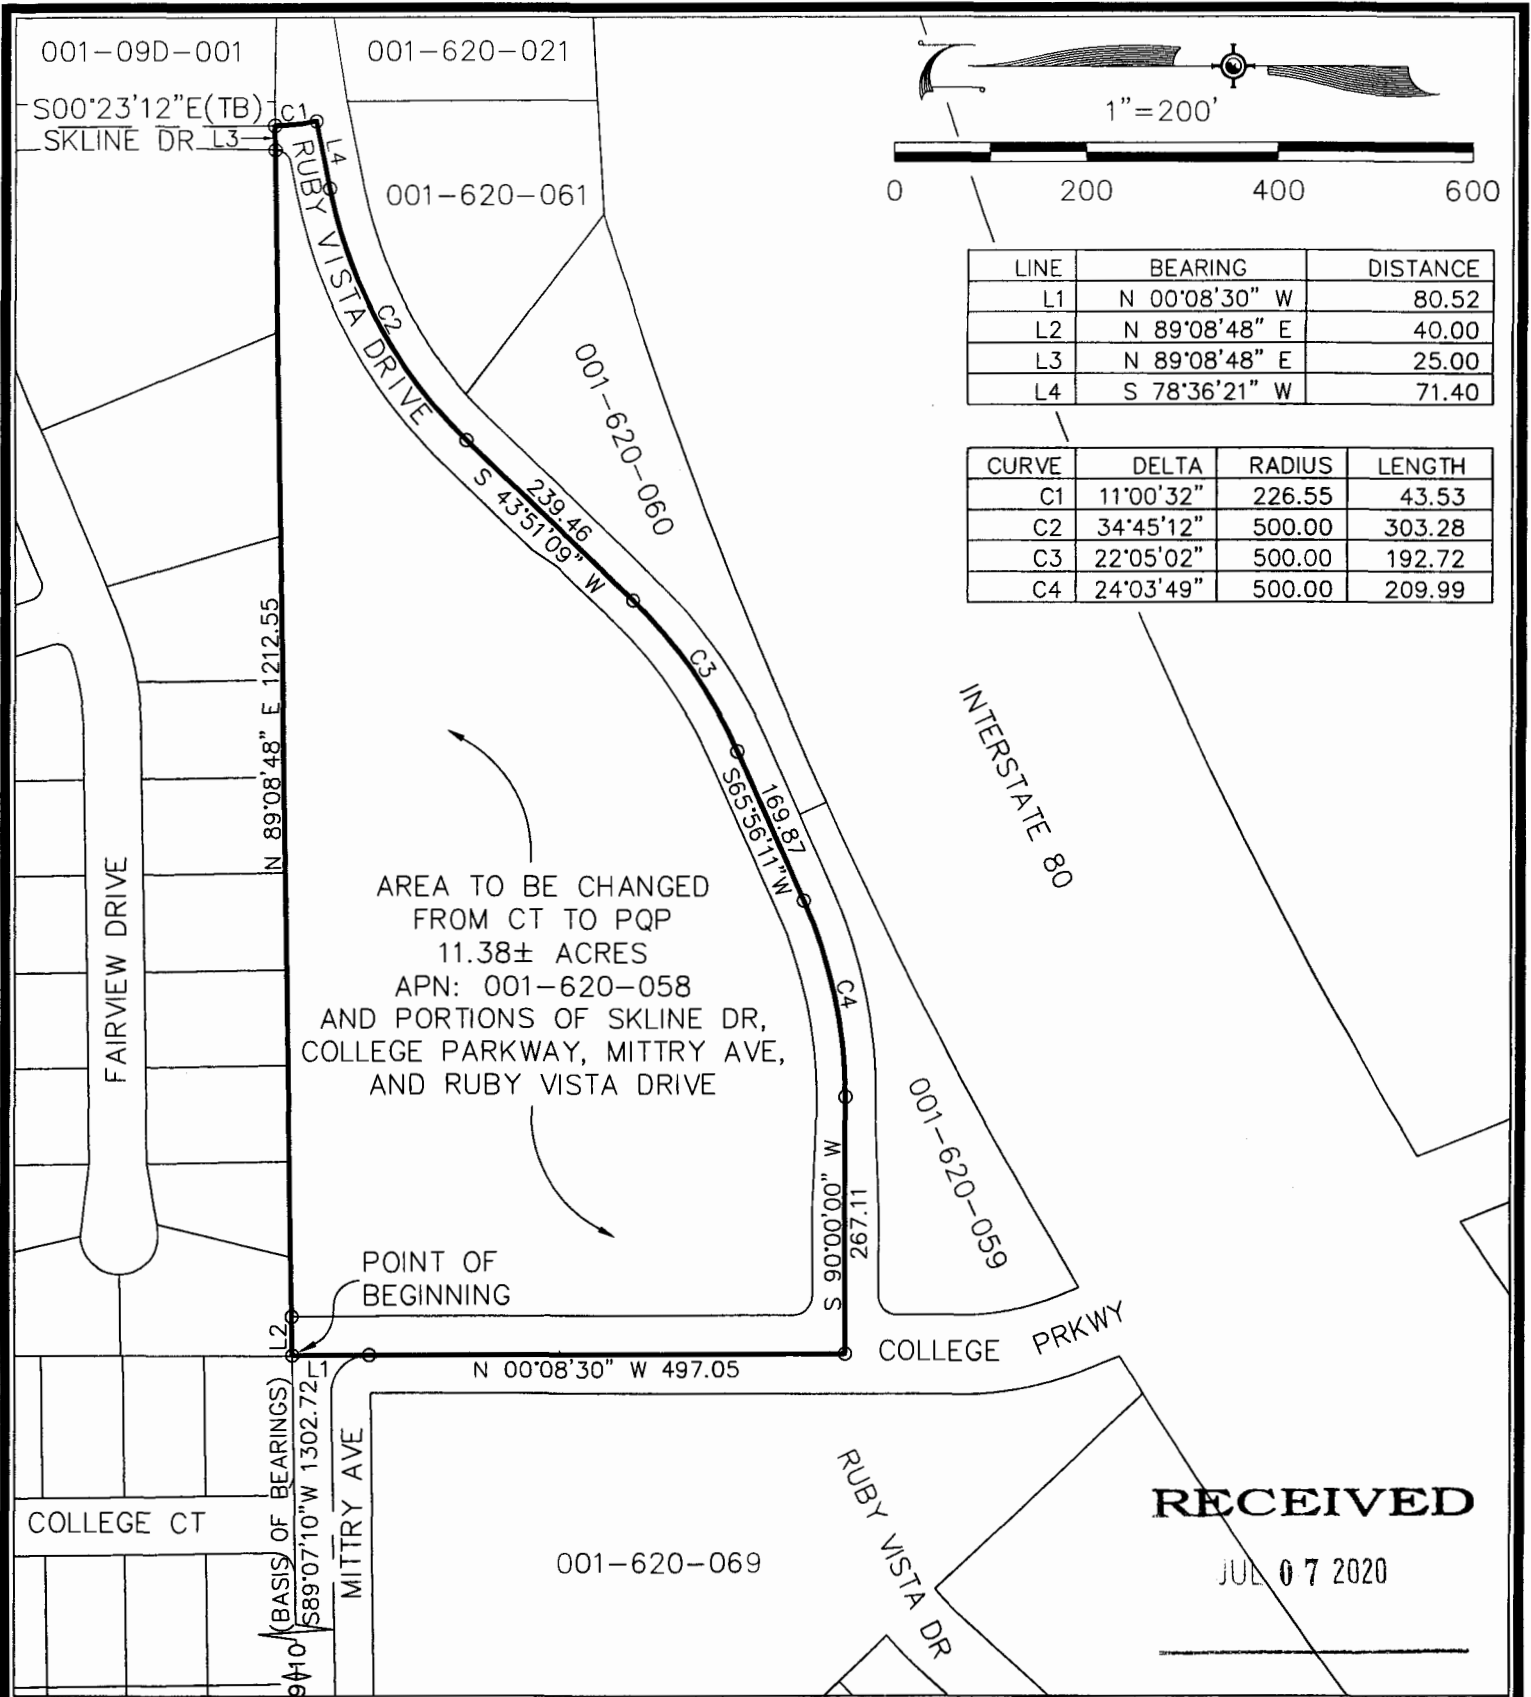 001-09D-001
001-620-021
S00°23'12"E(TB)
C1
SKLINE DR
L3
L4
RUBY VISTA DRIVE
001-620-061
1"=200'
0 200 400 600
LINE BEARING DISTANCE
L1 N 00°08'30" W 80.52
L2 N 89°08'48" E 40.00
L3 N 89°08'48" E 25.00
L4 S 78°36'21" W 71.40
CURVE DELTA RADIUS LENGTH
C1 11°00'32" 226.55 43.53
C2 34°45'12" 500.00 303.28
C3 22°05'02" 500.00 192.72
C4 24°03'49" 500.00 209.99
C2
001-620-060
239.46
S 43°51'09" W
C3
INTERSTATE 80
N 89°08'48" E 1212.55
169.87
S65°56'11"W
FAIRVIEW DRIVE
AREA TO BE CHANGED
FROM CT TO PQP
11.38± ACRES
APN: 001-620-058
AND PORTIONS OF SKLINE DR,
COLLEGE PARKWAY, MITTRY AVE,
AND RUBY VISTA DRIVE
C4
001-620-059
S 90°00'00" W
267.11
POINT OF
BEGINNING
L2
L1
N 00°08'30" W 497.05
COLLEGE PRKWY
(BASIS OF BEARINGS)
S89°07'10"W 1302.72
MITTRY AVE
COLLEGE CT
001-620-069
RUBY VISTA DR
RECEIVED
JUL 07 2020
9 10